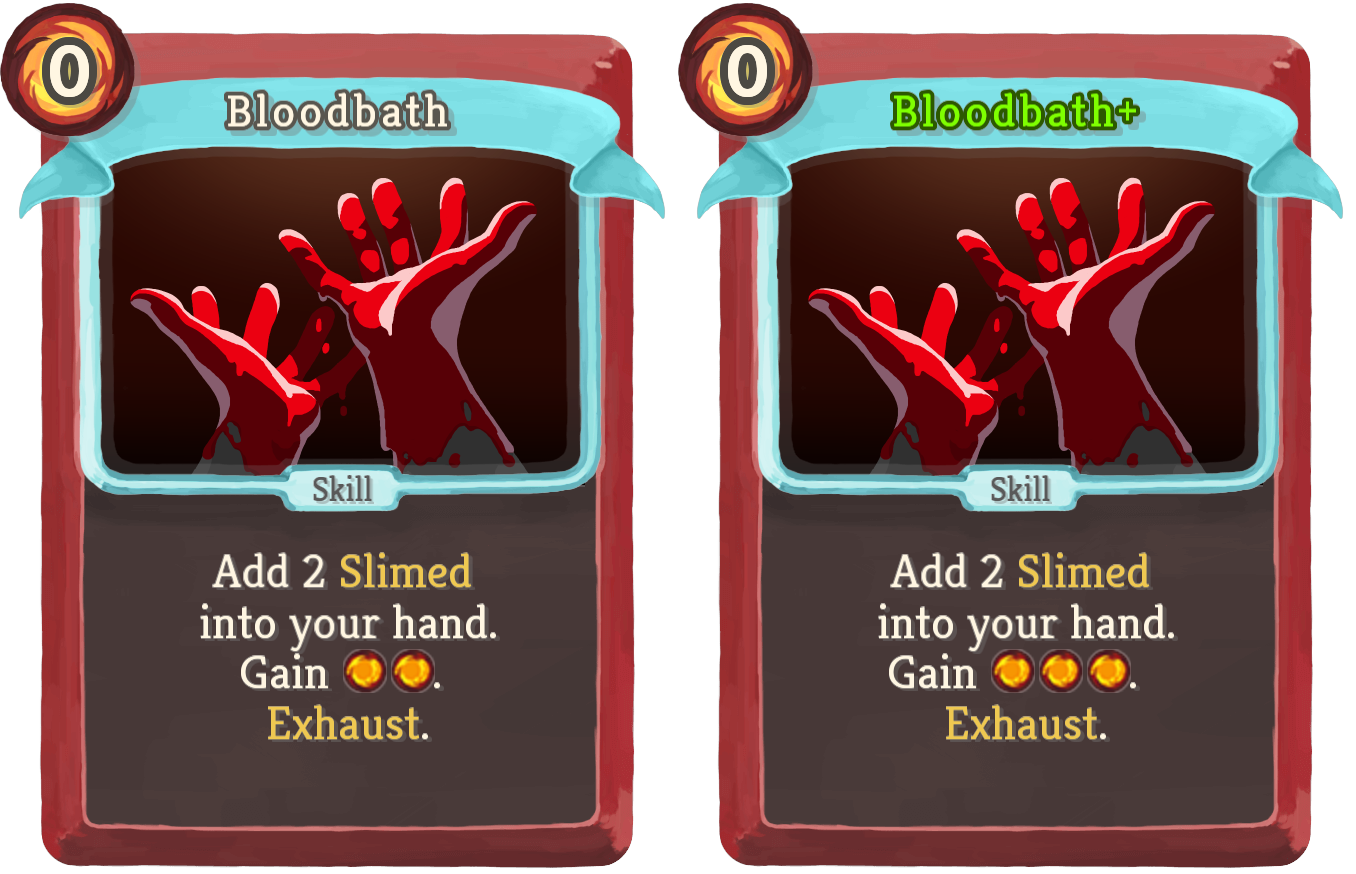 0
Bloodbath
Skill
Add 2 Slimed
into your hand.
Gain .
Exhaust.
0
Bloodbath+
Skill
Add 2 Slimed
into your hand.
Gain .
Exhaust.